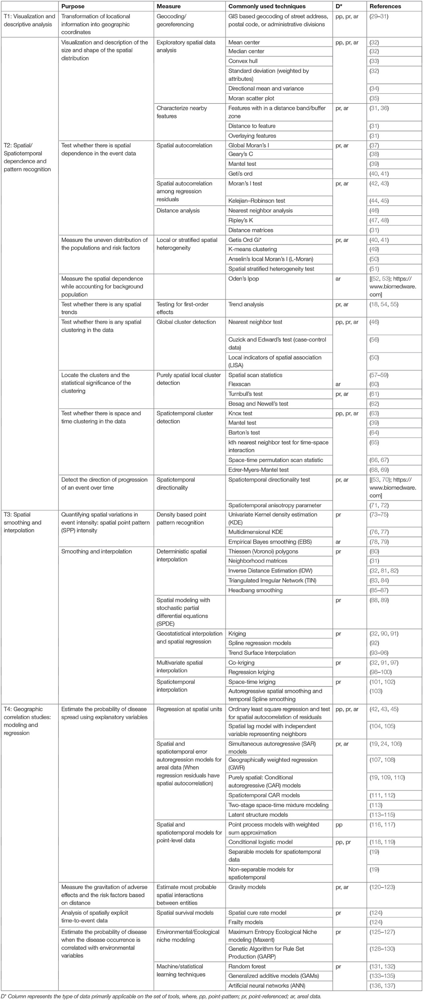 Purpose Measure Commonly used techniques D* References
T1: Visualization and descriptive analysis
Transformation of locational information into geographic coordinates
Geocoding/ georeferencing
GIS based geocoding of street address, postal code, or administrative divisions
pp, pr, ar
(29–31)
Visualization and description of the size and shape of the spatial distribution
Exploratory spatial data analysis
Mean center
pp, pr, ar
(32)
Median center
(32)
Convex hull
(33)
Standard deviation (weighted by attributes)
(32)
Directional mean and variance
(34)
Moran scatter plot
(35)
Characterize nearby features
Features with in a distance band/buffer zone
pr, ar
(31, 36)
Distance to feature
(31)
Overlaying features
(31)
T2: Spatial/ Spatiotemporal dependence and pattern recognition
Test whether there is spatial dependence in the event data
Spatial autocorrelation
Global Moran's I
pr, ar
(37)
Geary's C
(38)
Mantel test
(39)
Geti's ord
(40, 41)
Spatial autocorrelation among regression residuals
Moran's I test
pr, ar
(42, 43)
Kelejian–Robinson test
(44, 45)
Distance analysis
Nearest neighbor analysis
(46)
Ripley's K
(47, 48)
Distance matrices
(31)
Measure the uneven distribution of the populations and risk factors
Local or stratified spatial heterogeneity
Getis Ord Gi*
pr, ar
(40, 41)
K-means clustering
(49)
Anselin's local Moran's I (L-Moran)
(50)
Spatial stratified heterogeneity test
(51)
Measure the spatial dependence while accounting for background population
Oden's Ipop
ar
[(52, 53); https://www.biomedware.com]
Test whether there is any spatial trends
Testing for first-order effects
Trend analysis
pr, ar
(18, 54, 55)
Test whether there is any spatial clustering in the data
Global cluster detection
Nearest neighbor test
pp, pr, ar
(46)
Cuzick and Edward's test (case-control data)
(56)
Local indicators of spatial association (LISA)
(50)
Locate the clusters and the statistical significance of the clustering
Purely spatial local cluster detection
Spatial scan statistics
(57–59)
Flexscan
ar
(60)
Turnbull's test
pr, ar
(61)
Besag and Newell's test
(62)
Test whether there is space and time clustering in the data
Spatiotemporal cluster detection
Knox test
pp, pr, ar
(63)
Mantel test
(39)
Barton's test
(64)
kth nearest neighbor test for time-space interaction
(65)
Space-time permutation scan statistic
(66, 67)
Edrer-Myers-Mantel test
(68, 69)
Detect the direction of progression of an event over time
Spatiotemporal directionality
Spatiotemporal directionality test
pr, ar
[(53, 70); https://www.biomedware.com]
Spatiotemporal anisotropy parameter
(71, 72)
T3: Spatial smoothing and interpolation
Quantifying spatial variations in event intensity: spatial point pattern (SPP) intensity
Density based point pattern recognition
Univariate Kernel density estimation (KDE)
pr
(73–75)
Multidimensional KDE
(76, 77)
Empirical Bayes smoothing (EBS)
ar
(78, 79)
Smoothing and interpolation
Deterministic spatial interpolation
Thiessen (Voronoi) polygons
pr
(80)
Neighborhood matrices
(31)
Inverse Distance Estimation (IDW)
(32, 81, 82)
Triangulated Irregular Network (TIN)
(83, 84)
Headbang smoothing
(85–87)
Spatial modeling with stochastic partial differential equations (SPDE)
pr
(88, 89)
Geostatistical interpolation and spatial regression
Kriging
pr
(32, 90, 91)
Spline regression models
(92)
Trend Surface Interpolation
(93–96)
Multivariate spatial interpolation
Co-kriging
pr
(32, 91, 97)
Regression kriging
(98–100)
Spatiotemporal interpolation
Space-time kriging
pr
(101, 102)
Autoregressive spatial smoothing and temporal Spline smoothing
(103)
T4: Geographic correlation studies: modeling and regression
Estimate the probability of disease spread using explanatory variables
Regression at spatial units
Ordinary least square regression and test for spatial autocorrelation of residuals
pp, pr, ar
(42, 43, 45)
Spatial lag model with independent variable representing neighbors
(104, 105)
Spatial and spatiotemporal error autoregression models for areal data (When regression residuals have spatial autocorrelation)
Simultaneous autoregressive (SAR) models
pr, ar
(19, 24, 106)
Geographically weighted regression (GWR)
(107, 108)
Purely spatial: Conditional autoregressive (CAR) models
(19, 109, 110)
Spatiotemporal CAR models
(111, 112)
Two-stage space-time mixture modeling
(113)
Latent structure models
(113–115)
Spatial and spatiotemporal models for point-level data
Point process models with weighted sum approximation
pp
(116, 117)
Conditional logistic model
pp, pr
(118, 119)
Separable models for spatiotemporal data
(19)
Non-separable models for spatiotemporal
(19)
Measure the gravitation of adverse effects and the risk factors based on distance
Estimate most probable spatial interactions between entities
Gravity models
pr, ar
(120–123)
Analysis of spatially explicit time-to-event data
Spatial survival models
Spatial cure rate model
pr
(124)
Frailty models
(124)
Estimate the probability of disease when the disease occurrence is correlated with environmental variables
Environmental/Ecological niche modeling
Maximum Entropy Ecological Niche modeling (Maxent)
pr
(125–127)
Genetic Algorithm for Rule Set Production (GARP)
(128–130)
Machine/statistical learning techniques
Random forest
pr
(131, 132)
Generalized additive models (GAMs)
(133–135)
Artificial neural networks (ANN)
(136, 137)
D* Column represents the type of data primarily applicable on the set of tools, where, pp, point-pattern; pr, point-referenced; ar, areal data.